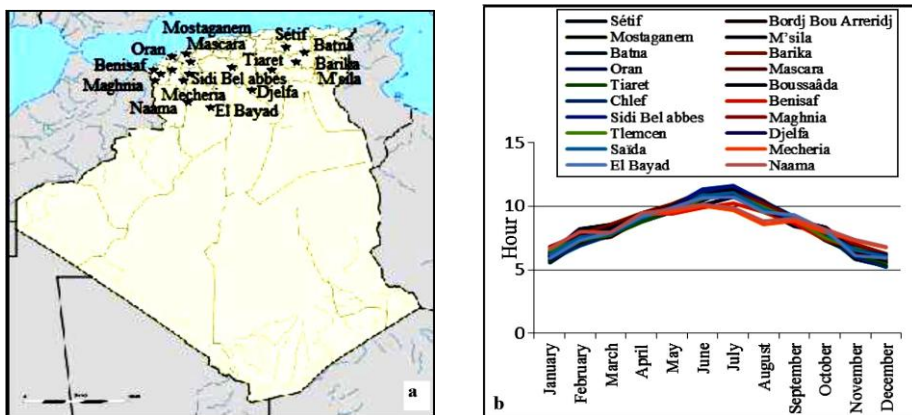 Mostaganem
Mascara
Sétif
Oran
Batna
Benisaf
Tiaret
Barika
Maghnia
Sidi Bel abbes
M'sila
Mecheria
Djelfa
Naama
El Bayad
a
Sétif
Mostaganem
Batna
Oran
Tiaret
Chlef
Sidi Bel abbes
Tlemcen
Saïda
El Bayad
Bordj Bou Arreridj
M'sila
Barika
Mascara
Boussaâda
Benisaf
Maghnia
Djelfa
Mecheria
Naama
15
10
5
0
Hour
January
February
March
April
May
June
July
August
September
October
November
December
b